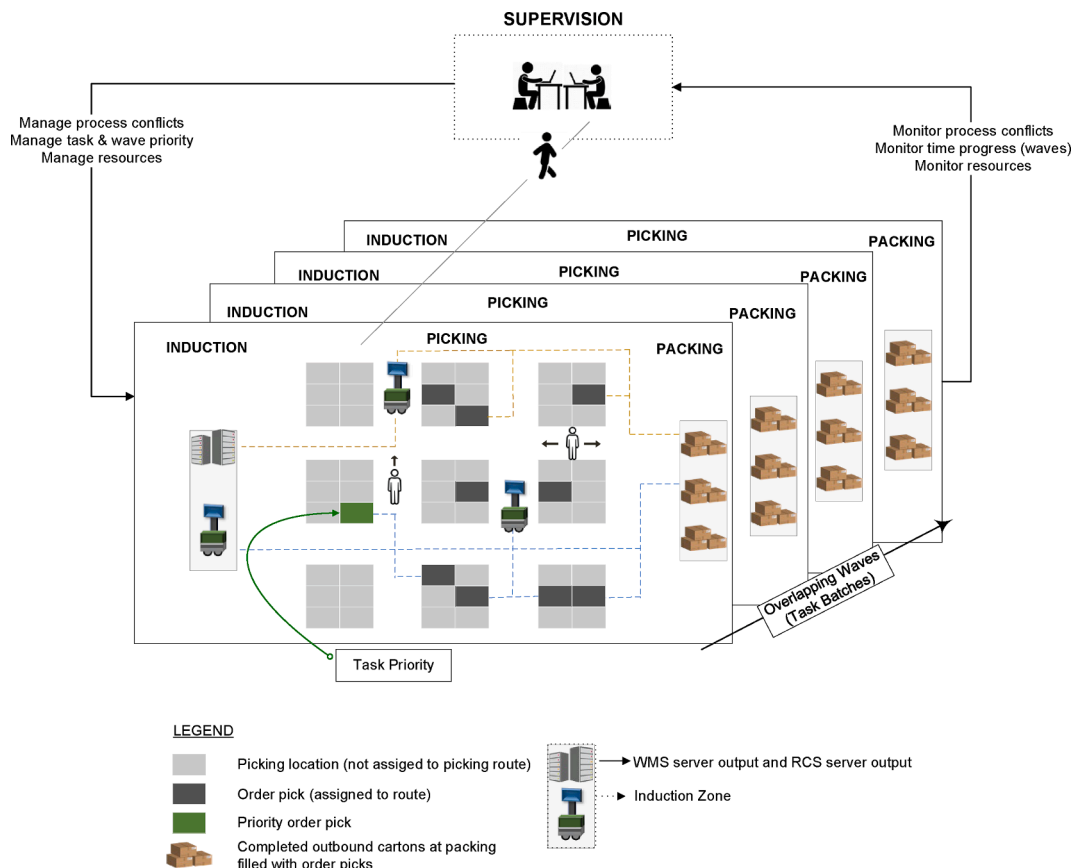 SUPERVISION
Manage process conflicts
Manage task & wave priority
Manage resources
Monitor process conflicts
Monitor time progress (waves)
Monitor resources
INDUCTION
PICKING
PACKING
INDUCTION
PICKING
PACKING
INDUCTION
PICKING
PACKING
INDUCTION
PICKING
PACKING
Overlapping Waves
(Task Batches)
Task Priority
LEGEND
Picking location (not assiged to picking route)
Order pick (assigned to route)
Priority order pick
Completed outbound cartons at packing
filled with order picks
WMS server output and RCS server output
Induction Zone